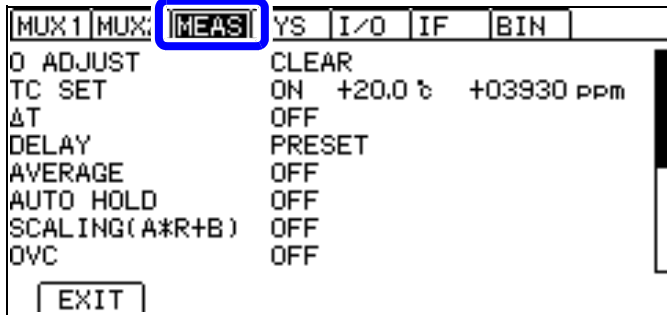 MUX1 MUX2 MEAS YS I/O IF BIN
0 ADJUST CLEAR
TC SET ON +20.0 ℃ +03930 ppm
ΔT OFF
DELAY PRESET
AVERAGE OFF
AUTO HOLD OFF
SCALING(A*R+B) OFF
OVC OFF
EXIT